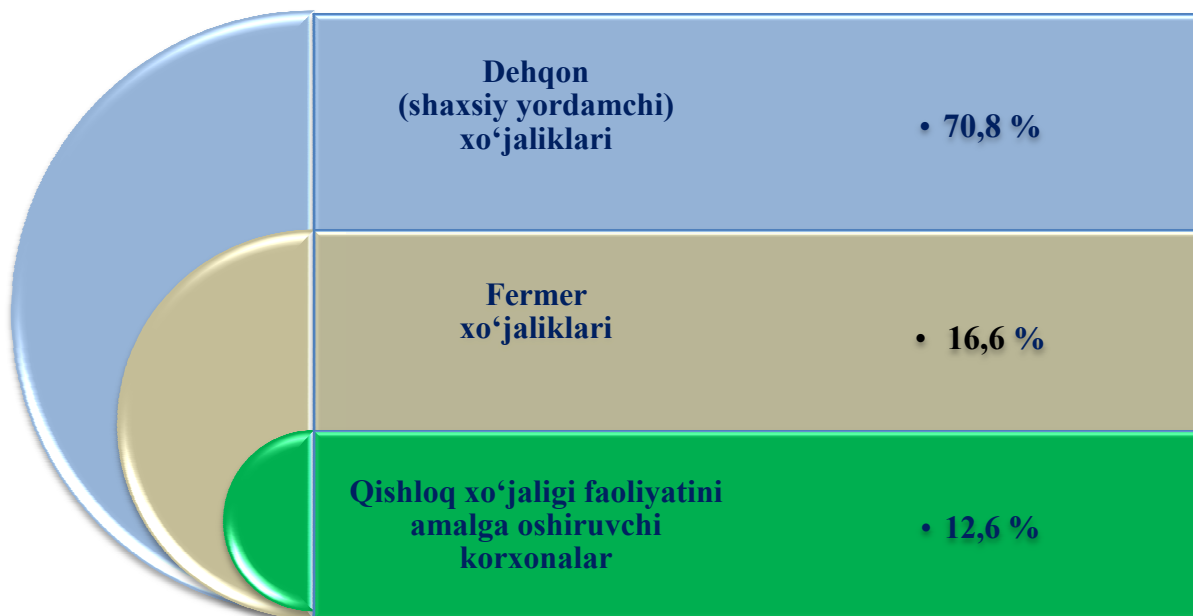 Dehqon
(shaxsiy yordamchi)
xo‘jaliklari
• 70,8 %
Fermer
xo‘jaliklari
• 16,6 %
Qishloq xo‘jaligi faoliyatini
amalga oshiruvchi
korxonalar
• 12,6 %